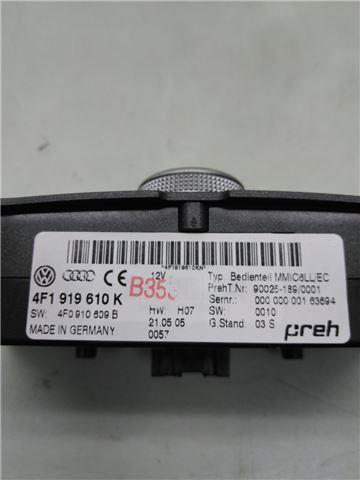 *4F1919610KN*
12V
Typ Bedienteil MMIC6LL/EC
4F1 919 610 K
B35
PrehT.Nr: 90025-189/0001
Sernr.: 000 000 001 63694
SW: 4F0 910 609 B
HW: H07
SW: 0010
21.05.05
G.Stand: 03 S
MADE IN GERMANY
0057
preh